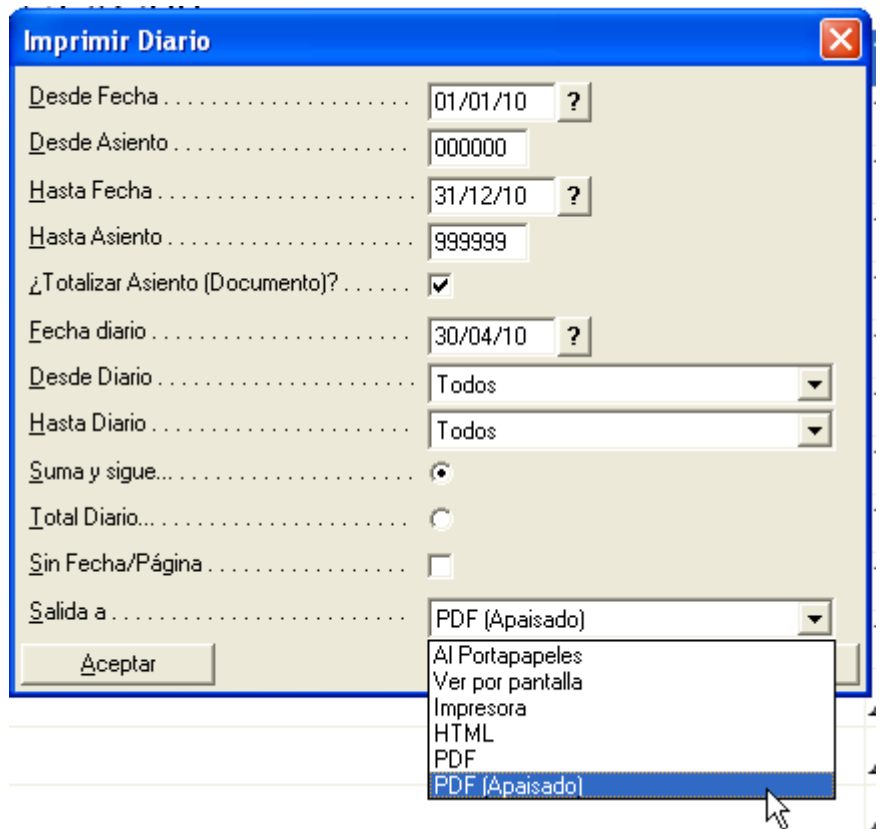 Imprimir Diario
Desde Fecha . . . . . . . . . . . . . . . . . . . . . 01/01/10 ?
Desde Asiento . . . . . . . . . . . . . . . . . . . . 000000
Hasta Fecha . . . . . . . . . . . . . . . . . . . . . . 31/12/10 ?
Hasta Asiento . . . . . . . . . . . . . . . . . . . . . 999999
¿Totalizar Asiento (Documento)? . . . . . .
Fecha diario . . . . . . . . . . . . . . . . . . . . . 30/04/10 ?
Desde Diario . . . . . . . . . . . . . . . . . . . . . . Todos
Hasta Diario . . . . . . . . . . . . . . . . . . . . . . Todos
Suma y sigue... . . . . . . . . . . . . . . . . . . . .
Total Diario... . . . . . . . . . . . . . . . . . . . . .
Sin Fecha/Página . . . . . . . . . . . . . . . . .
Salida a . . . . . . . . . . . . . . . . . . . . . . . . . PDF (Apaisado)
Aceptar
Al Portapapeles
Ver por pantalla
Impresora
HTML
PDF
PDF (Apaisado)